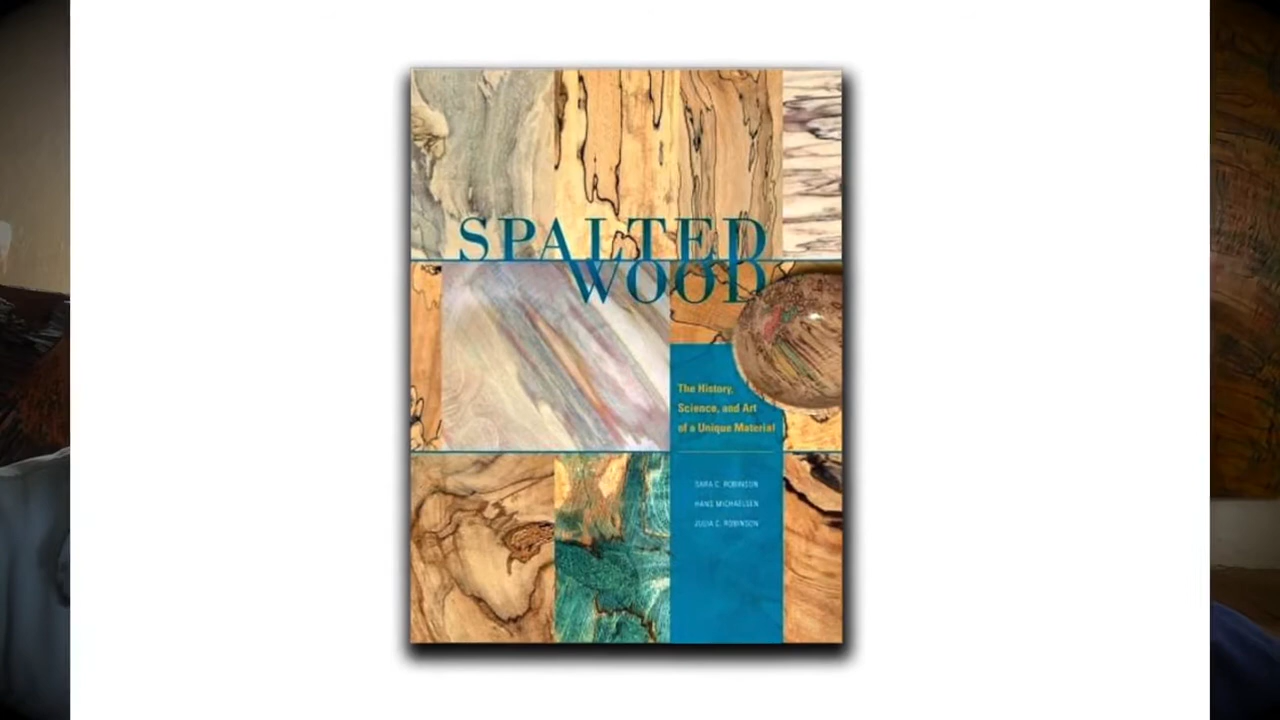 SPALTED
WOOD
The History,
Science, and Art
of a Unique Material
SARA C. ROBINSON
HANS MICHAELSEN
JULIA C. ROBINSON